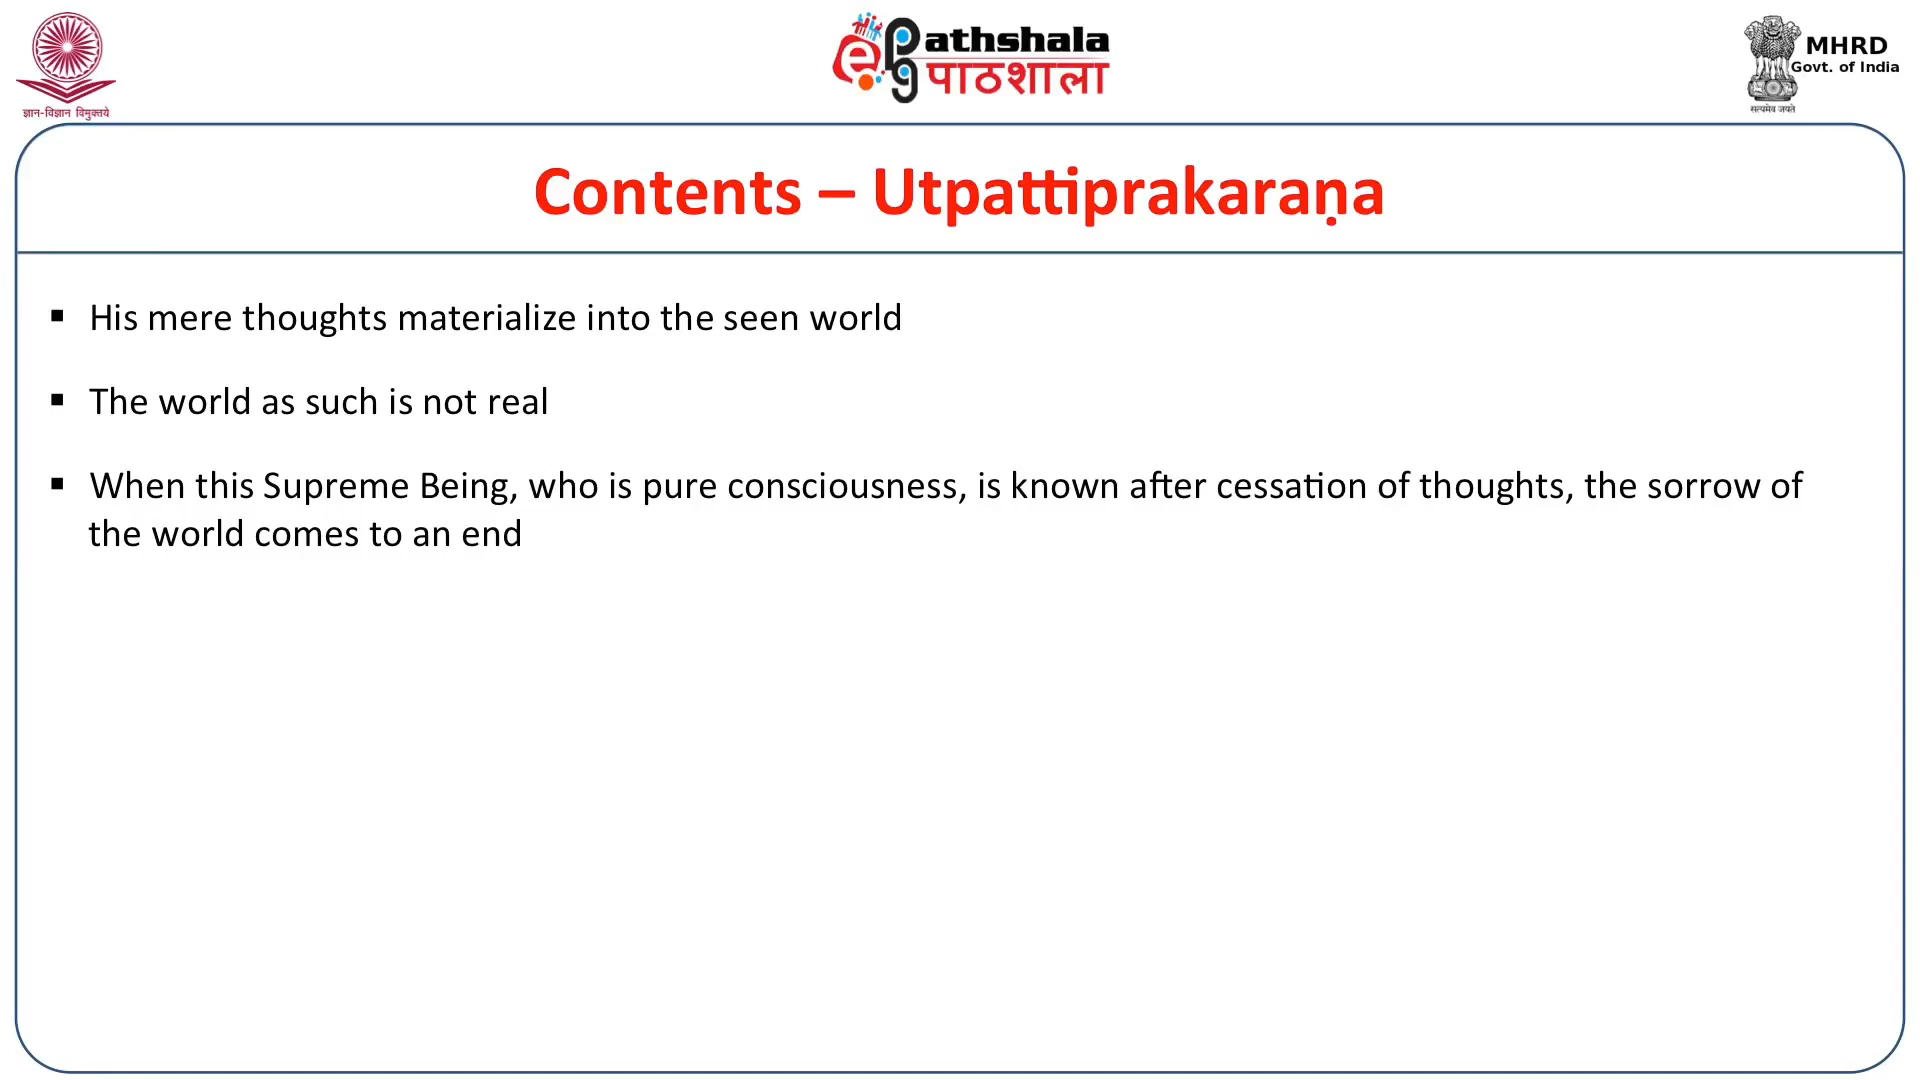 ज्ञान-विज्ञान विमुक्तये
ePathshala
पाठशाला
MHRD
Govt. of India
सत्यमेव जयते
Contents – Utpattiprakaraṇa
▪ His mere thoughts materialize into the seen world
▪ The world as such is not real
▪ When this Supreme Being, who is pure consciousness, is known after cessation of thoughts, the sorrow of
the world comes to an end